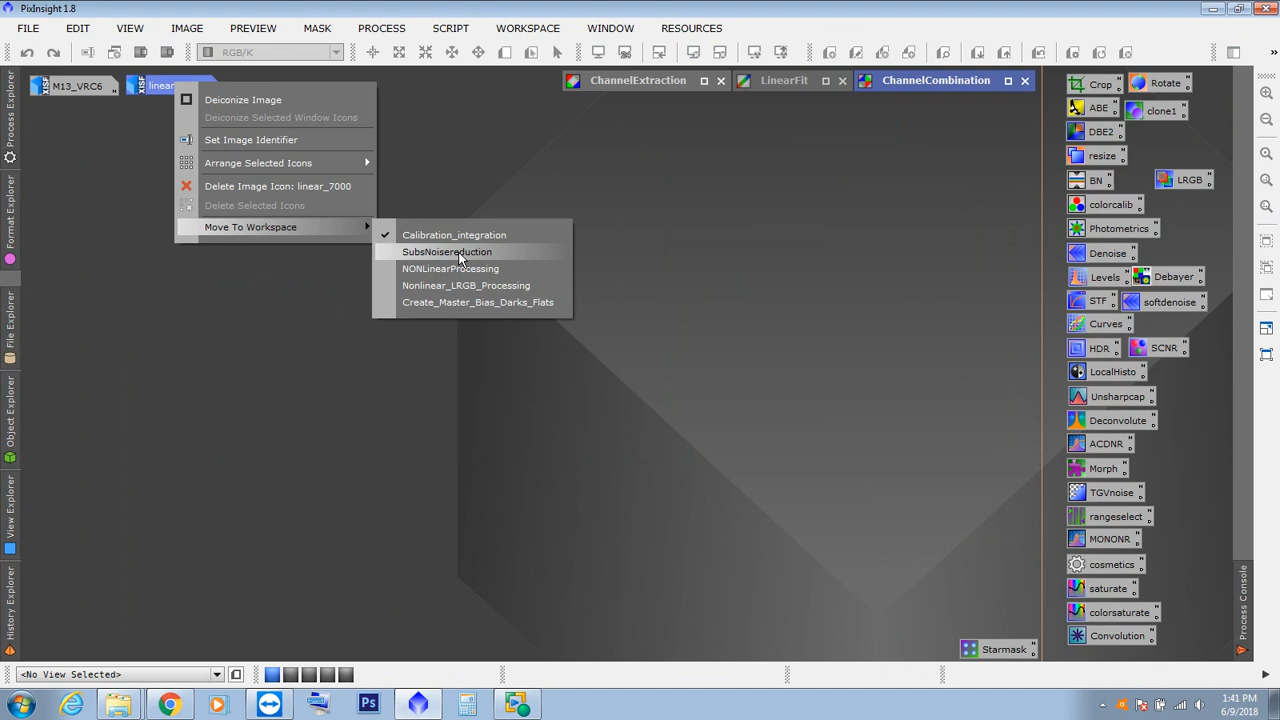 PixInsight 1.8
FILE EDIT VIEW IMAGE PREVIEW MASK PROCESS SCRIPT WORKSPACE WINDOW RESOURCES
RGB/K
M13_VRC6
linear
ChannelExtraction
LinearFit
ChannelCombination
Deiconize Image
Deiconize Selected Window Icons
Set Image Identifier
Arrange Selected Icons
Delete Image Icon: linear_7000
Delete Selected Icons
Move To Workspace
Calibration_integration
SubsNoisereduction
NONLinearProcessing
Nonlinear_LRGB_Processing
Create_Master_Bias_Darks_Flats
Process Explorer
Format Explorer
File Explorer
Object Explorer
View Explorer
History Explorer
Crop
Rotate
ABE
clone1
DBE2
resize
BN
LRGB
colorcalib
Photometrics
Denoise
Levels
Debayer
STF
softdenoise
Curves
HDR
SCNR
LocalHisto
Unsharpcap
Deconvolute
ACDNR
Morph
TGVnoise
rangeselect
MONONR
cosmetics
saturate
colorsaturate
Convolution
Starmask
Process Console
<No View Selected>
Ps
1:41 PM
6/9/2018